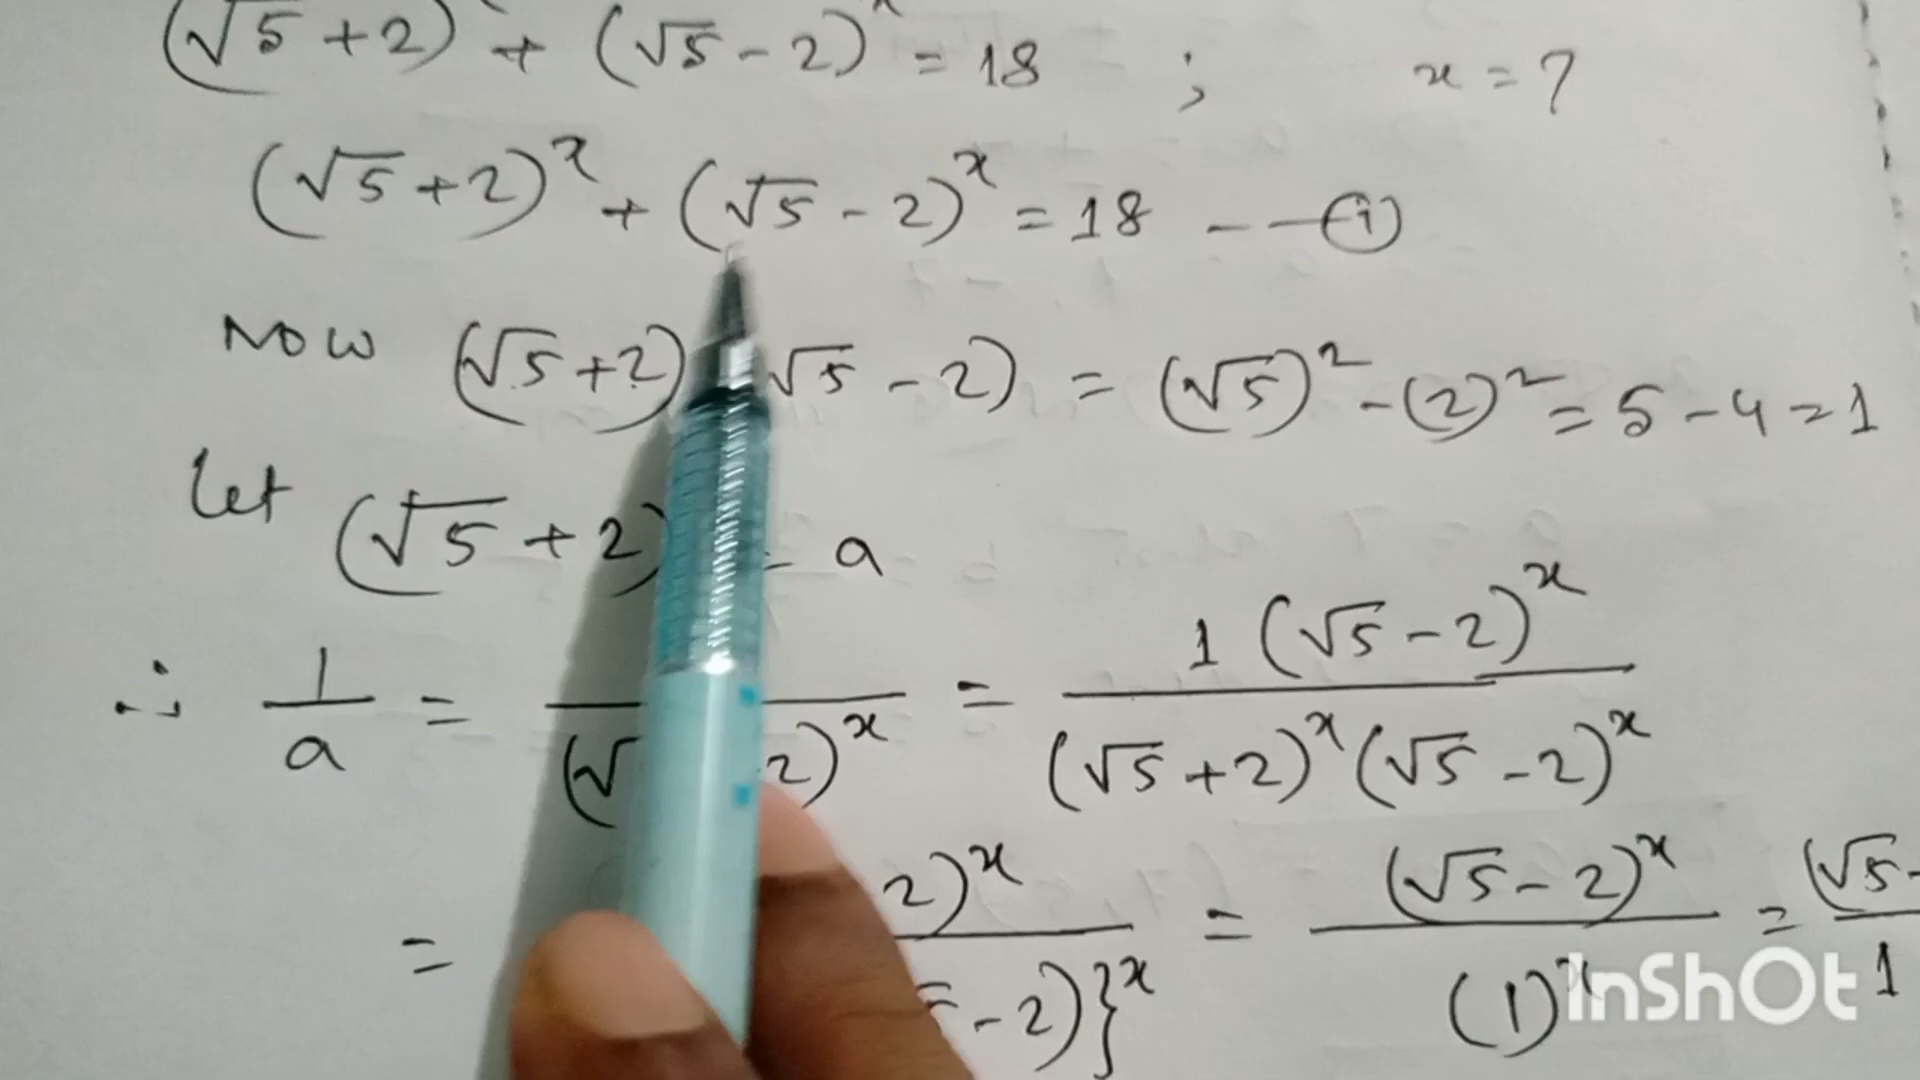 (√5+2) + (√5-2)ˣ = 18 ; x = ?
(√5+2)ˣ + (√5-2)ˣ = 18 --- (i)
Now (√5+2) √5-2) = (√5)² - (2)² = 5-4 = 1
Let (√5+2) = a
∴ 1/a = /(√ 2)ˣ = 1(√5-2)ˣ/(√5+2)ˣ(√5-2)ˣ
= 2)ˣ/ -2)}ˣ = (√5-2)ˣ/(1)ˣ = (√5-/1
InShOt